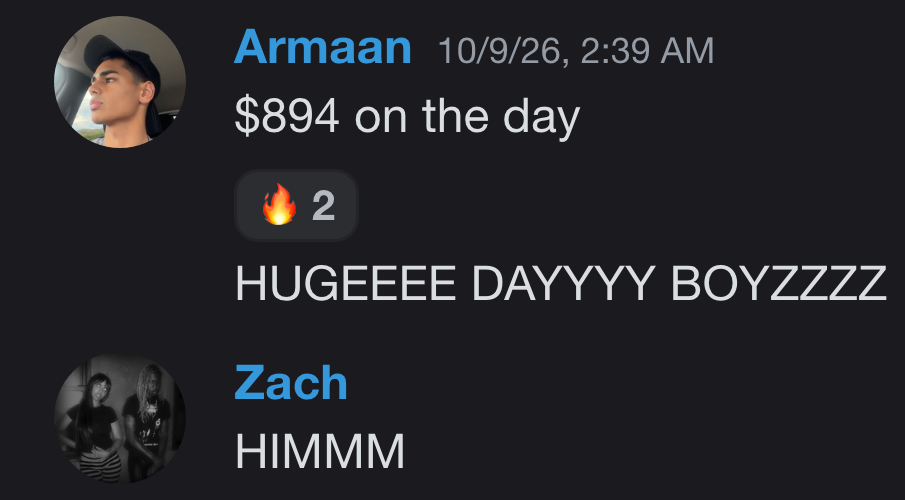 Armaan 10/9/26, 2:39 AM
$894 on the day
🔥 2
HUGEEEE DAYYYY BOYZZZZ
Zach
HIMMM